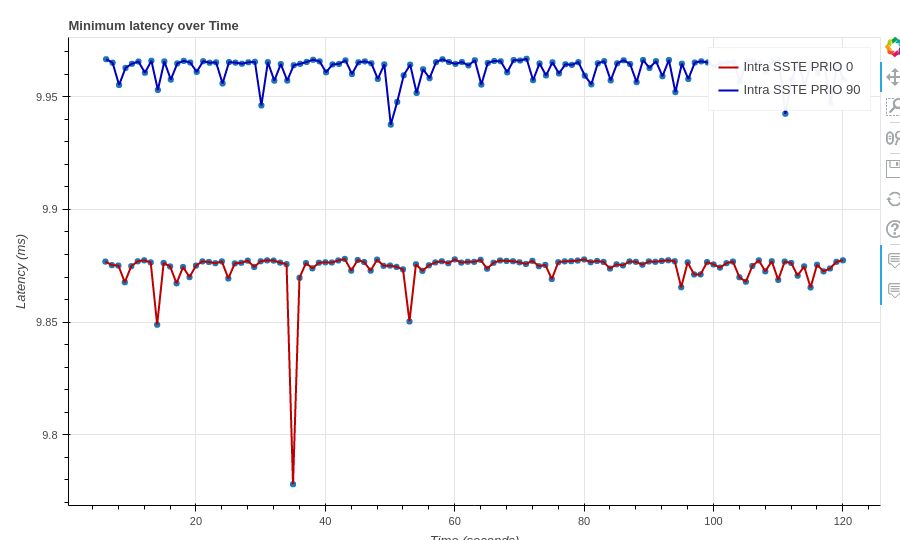 Minimum latency over Time
Intra SSTE PRIO 0
Intra SSTE PRIO 90
Latency (ms)
9.95
9.9
9.85
9.8
20
40
60
80
100
120
Time (seconds)